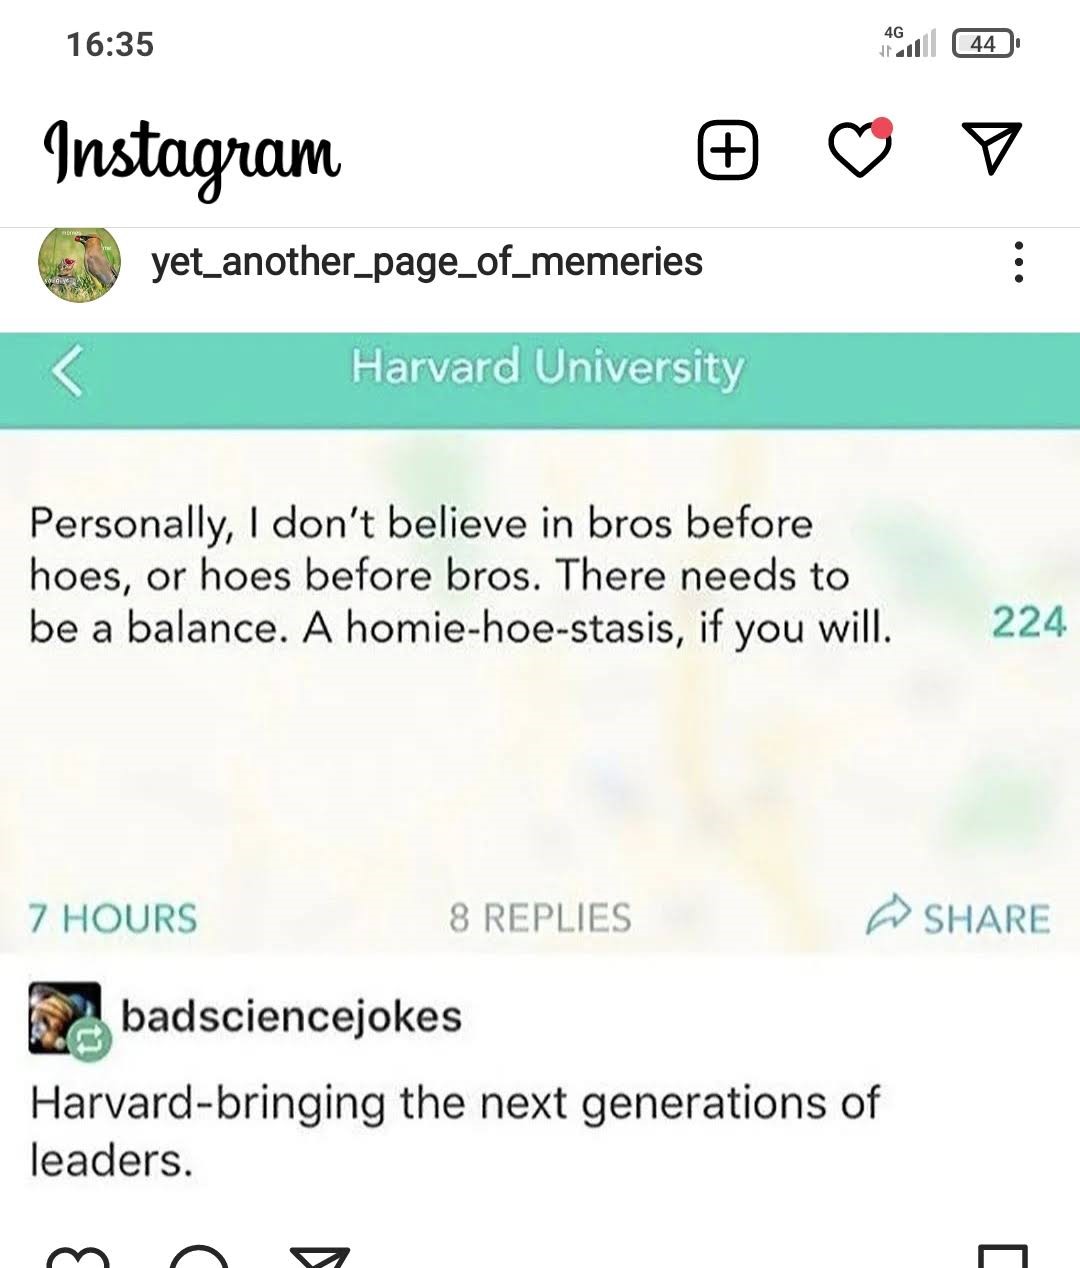 16:35
4G
44
Instagram
yet_another_page_of_memeries
Harvard University
Personally, I don't believe in bros before
hoes, or hoes before bros. There needs to
be a balance. A homie-hoe-stasis, if you will.
224
7 HOURS
8 REPLIES
SHARE
badsciencejokes
Harvard-bringing the next generations of
leaders.